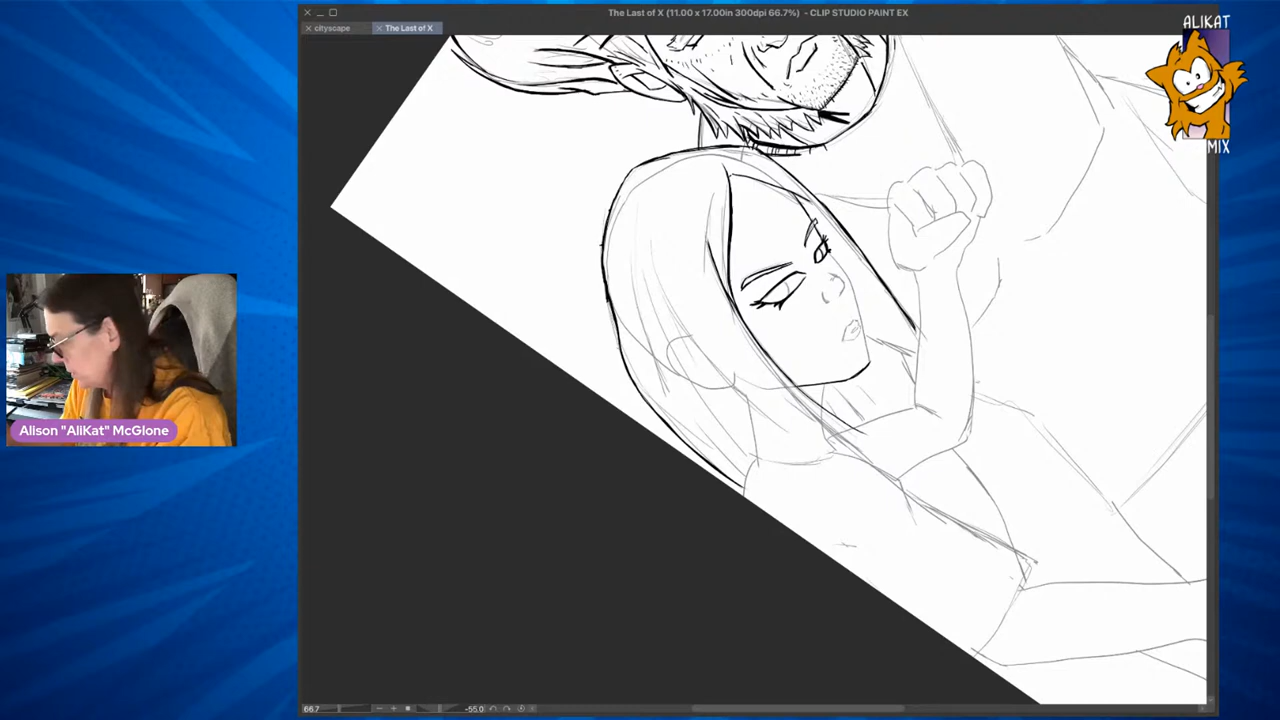 The Last of X (11.00 x 17.00in 300dpi 66.7%) - CLIP STUDIO PAINT EX
cityscape
The Last of X
ALIKAT
MIX
Alison "AliKat" McGlone
66.7
-55.0